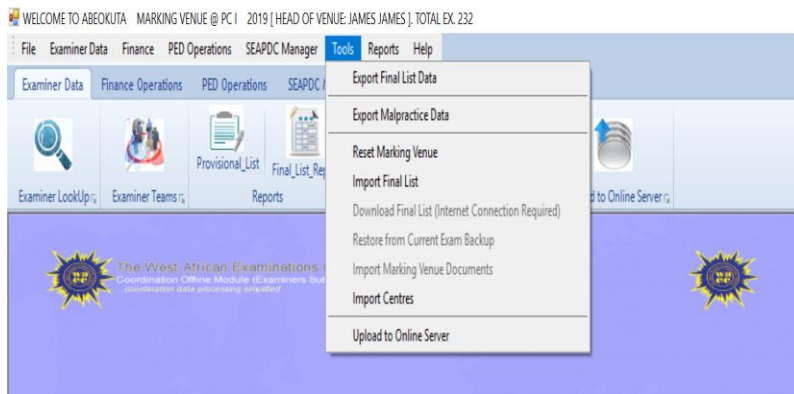 WELCOME TO ABEOKUTA MARKING VENUE @ PC I 2019 [ HEAD OF VENUE: JAMES JAMES ]. TOTAL EX. 232
File Examiner Data Finance PED Operations SEAPDC Manager Tools Reports Help
Examiner Data Finance Operations PED Operations SEAPDC
Export Final List Data
Export Malpractice Data
Reset Marking Venue
Import Final List
Download Final List (Internet Connection Required)
Restore from Current Exam Backup
Import Marking Venue Documents
Import Centres
Upload to Online Server
Provisional_List Final_List_Rep
Examiner LookUp Examiner Teams Reports d to Online Server
The West African Examinations
Coordination Offline Module (Examiners Sub
...coordination data processing simplified